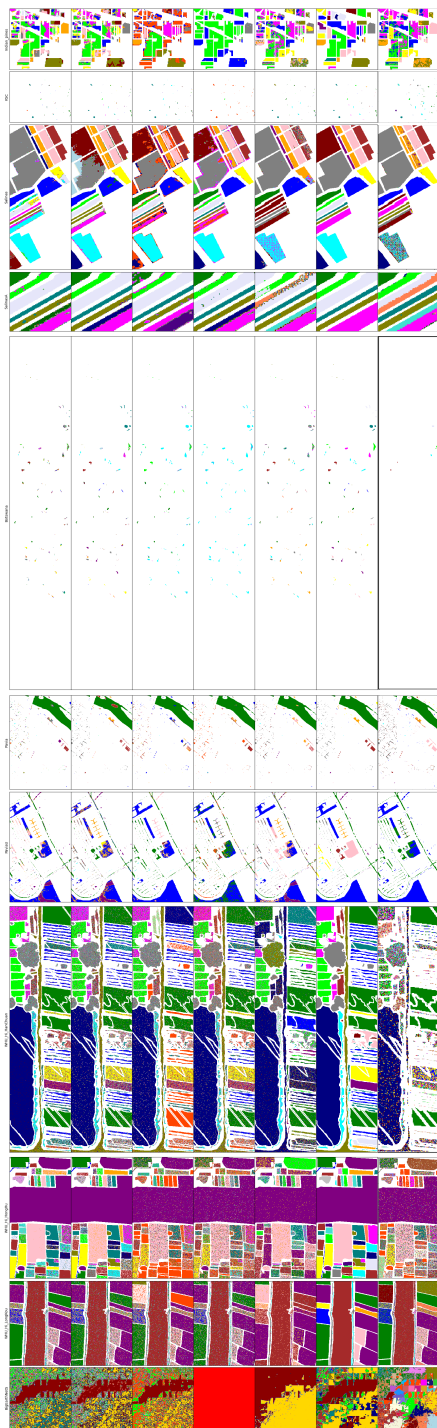 Indian_pines
KSC
Salinas
SalinasA
Botswana
Pavia
PaviaU
WHU_Hi_HanChuan
WHU_Hi_HongHu
WHU_Hi_LongKou